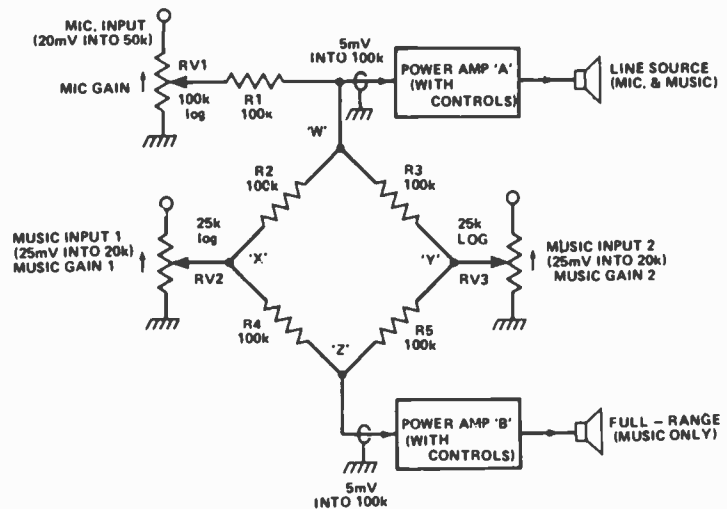 MIC. INPUT
(20mV INTO 50k)
RV1
MIC GAIN
100k
log
R1
100k
5mV
INTO 100k
POWER AMP 'A'
(WITH
CONTROLS)
LINE SOURCE
(MIC. & MUSIC)
'W'
R2
100k
R3
100k
MUSIC INPUT 1
(25mV INTO 20k)
MUSIC GAIN 1
25k
log
RV2
'X'
'Y'
25k
LOG
RV3
MUSIC INPUT 2
(25mV INTO 20k)
MUSIC GAIN 2
R4
100k
R5
100k
'Z'
5mV
INTO 100k
POWER AMP 'B'
(WITH
CONTROLS)
FULL – RANGE
(MUSIC ONLY)